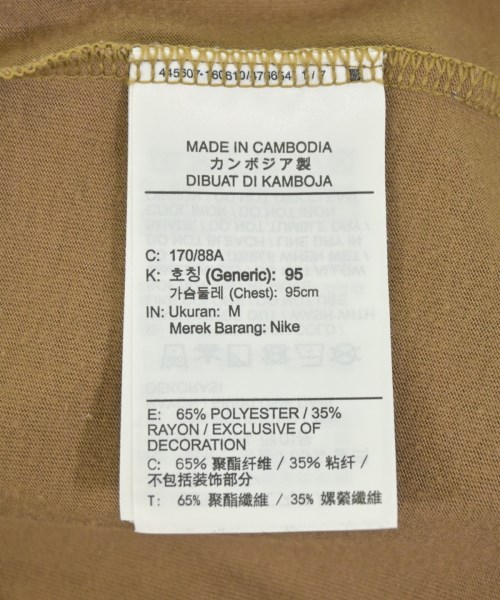 MADE IN CAMBODIA
カンボジア製
DIBUAT DI KAMBOJA
C: 170/88A
K: 호칭 (Generic): 95
가슴둘레 (Chest): 95cm
IN: Ukuran: M
Merek Barang: Nike
E: 65% POLYESTER / 35%
RAYON / EXCLUSIVE OF
DECORATION
C: 65% 聚酯纤维 / 35% 粘纤 /
不包括装饰部分
T: 65% 聚酯纖維 / 35% 嫘縈纖維